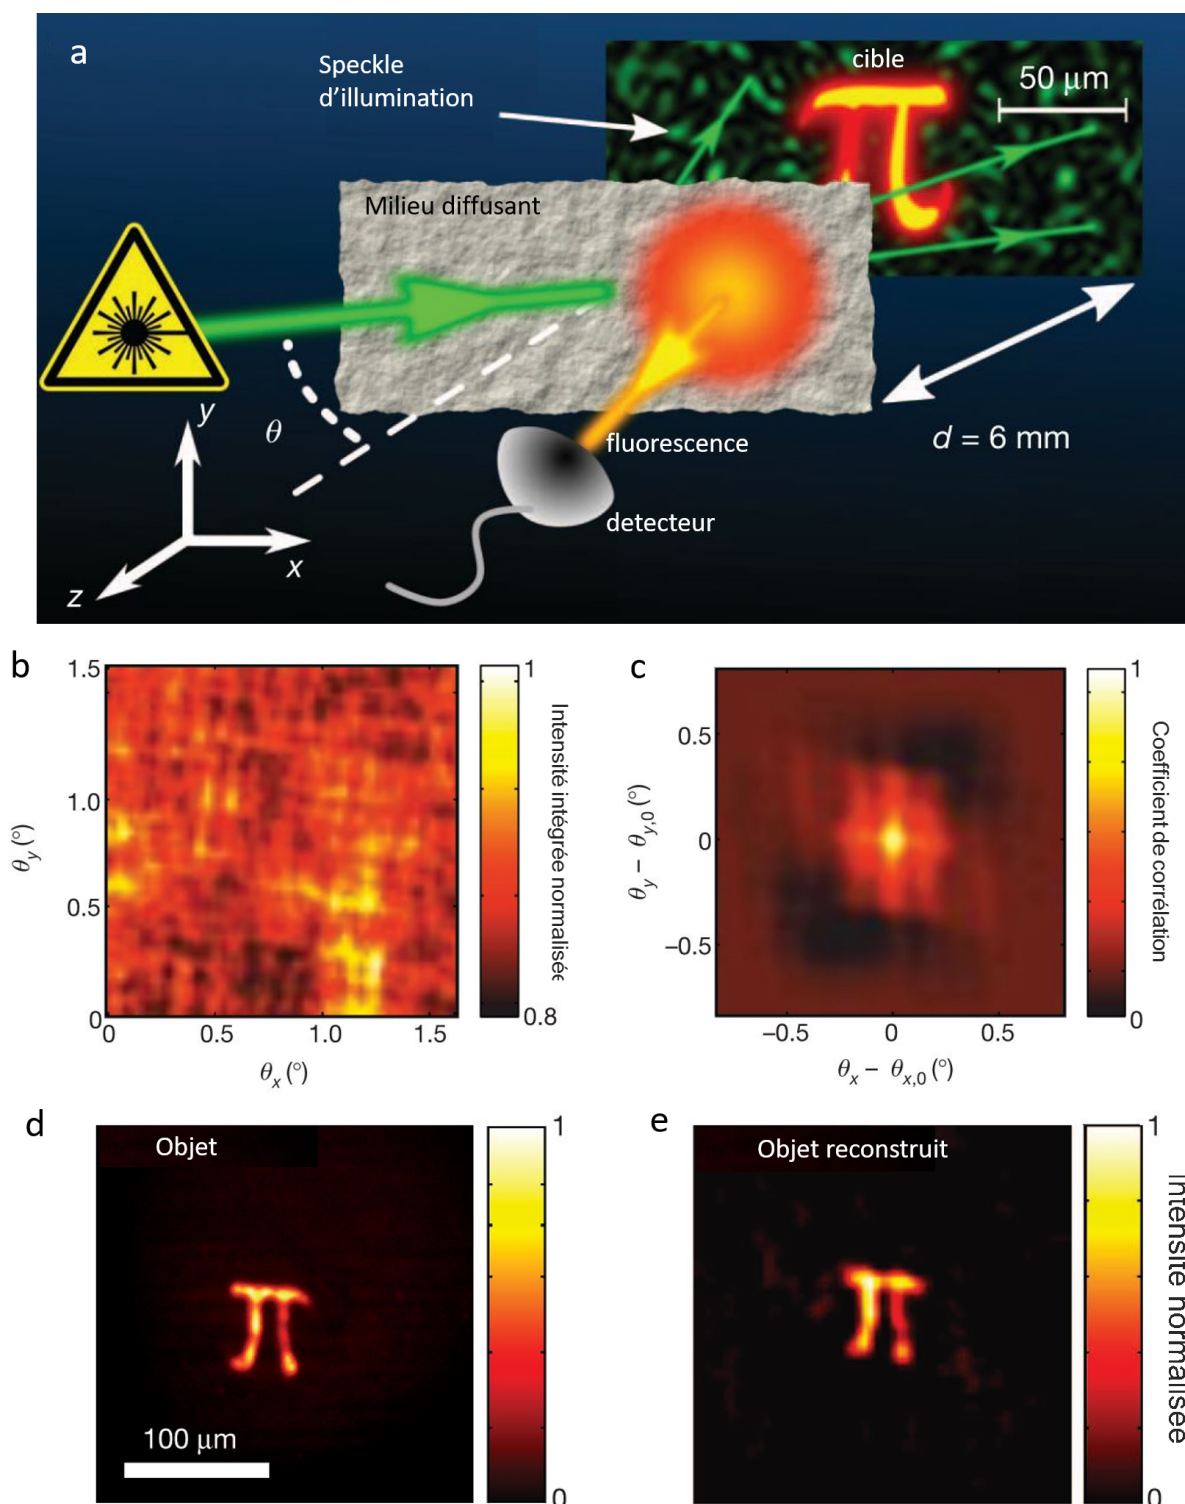 a
Speckle
d'illumination
cible
50 μm
Milieu diffusant
θ
y
x
z
fluorescence
detecteur
d = 6 mm
b
1.5
1.0
0.5
0
θy (°)
0
0.5
1.0
1.5
θx (°)
1
0.8
Intensité intégrée normalisée
c
0.5
0
−0.5
θy − θy,0 (°)
−0.5
0
0.5
θx − θx,0 (°)
1
0
Coefficient de corrélation
d
Objet
100 μm
1
0
e
Objet reconstruit
1
0
Intensité normalisée